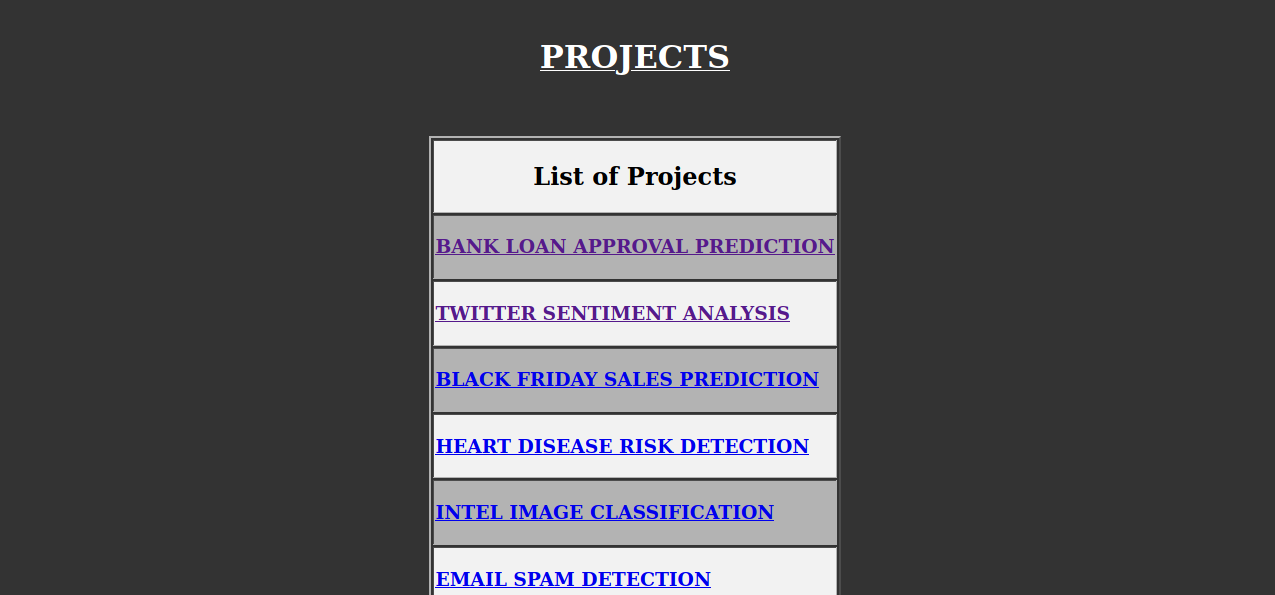 PROJECTS
List of Projects
BANK LOAN APPROVAL PREDICTION
TWITTER SENTIMENT ANALYSIS
BLACK FRIDAY SALES PREDICTION
HEART DISEASE RISK DETECTION
INTEL IMAGE CLASSIFICATION
EMAIL SPAM DETECTION